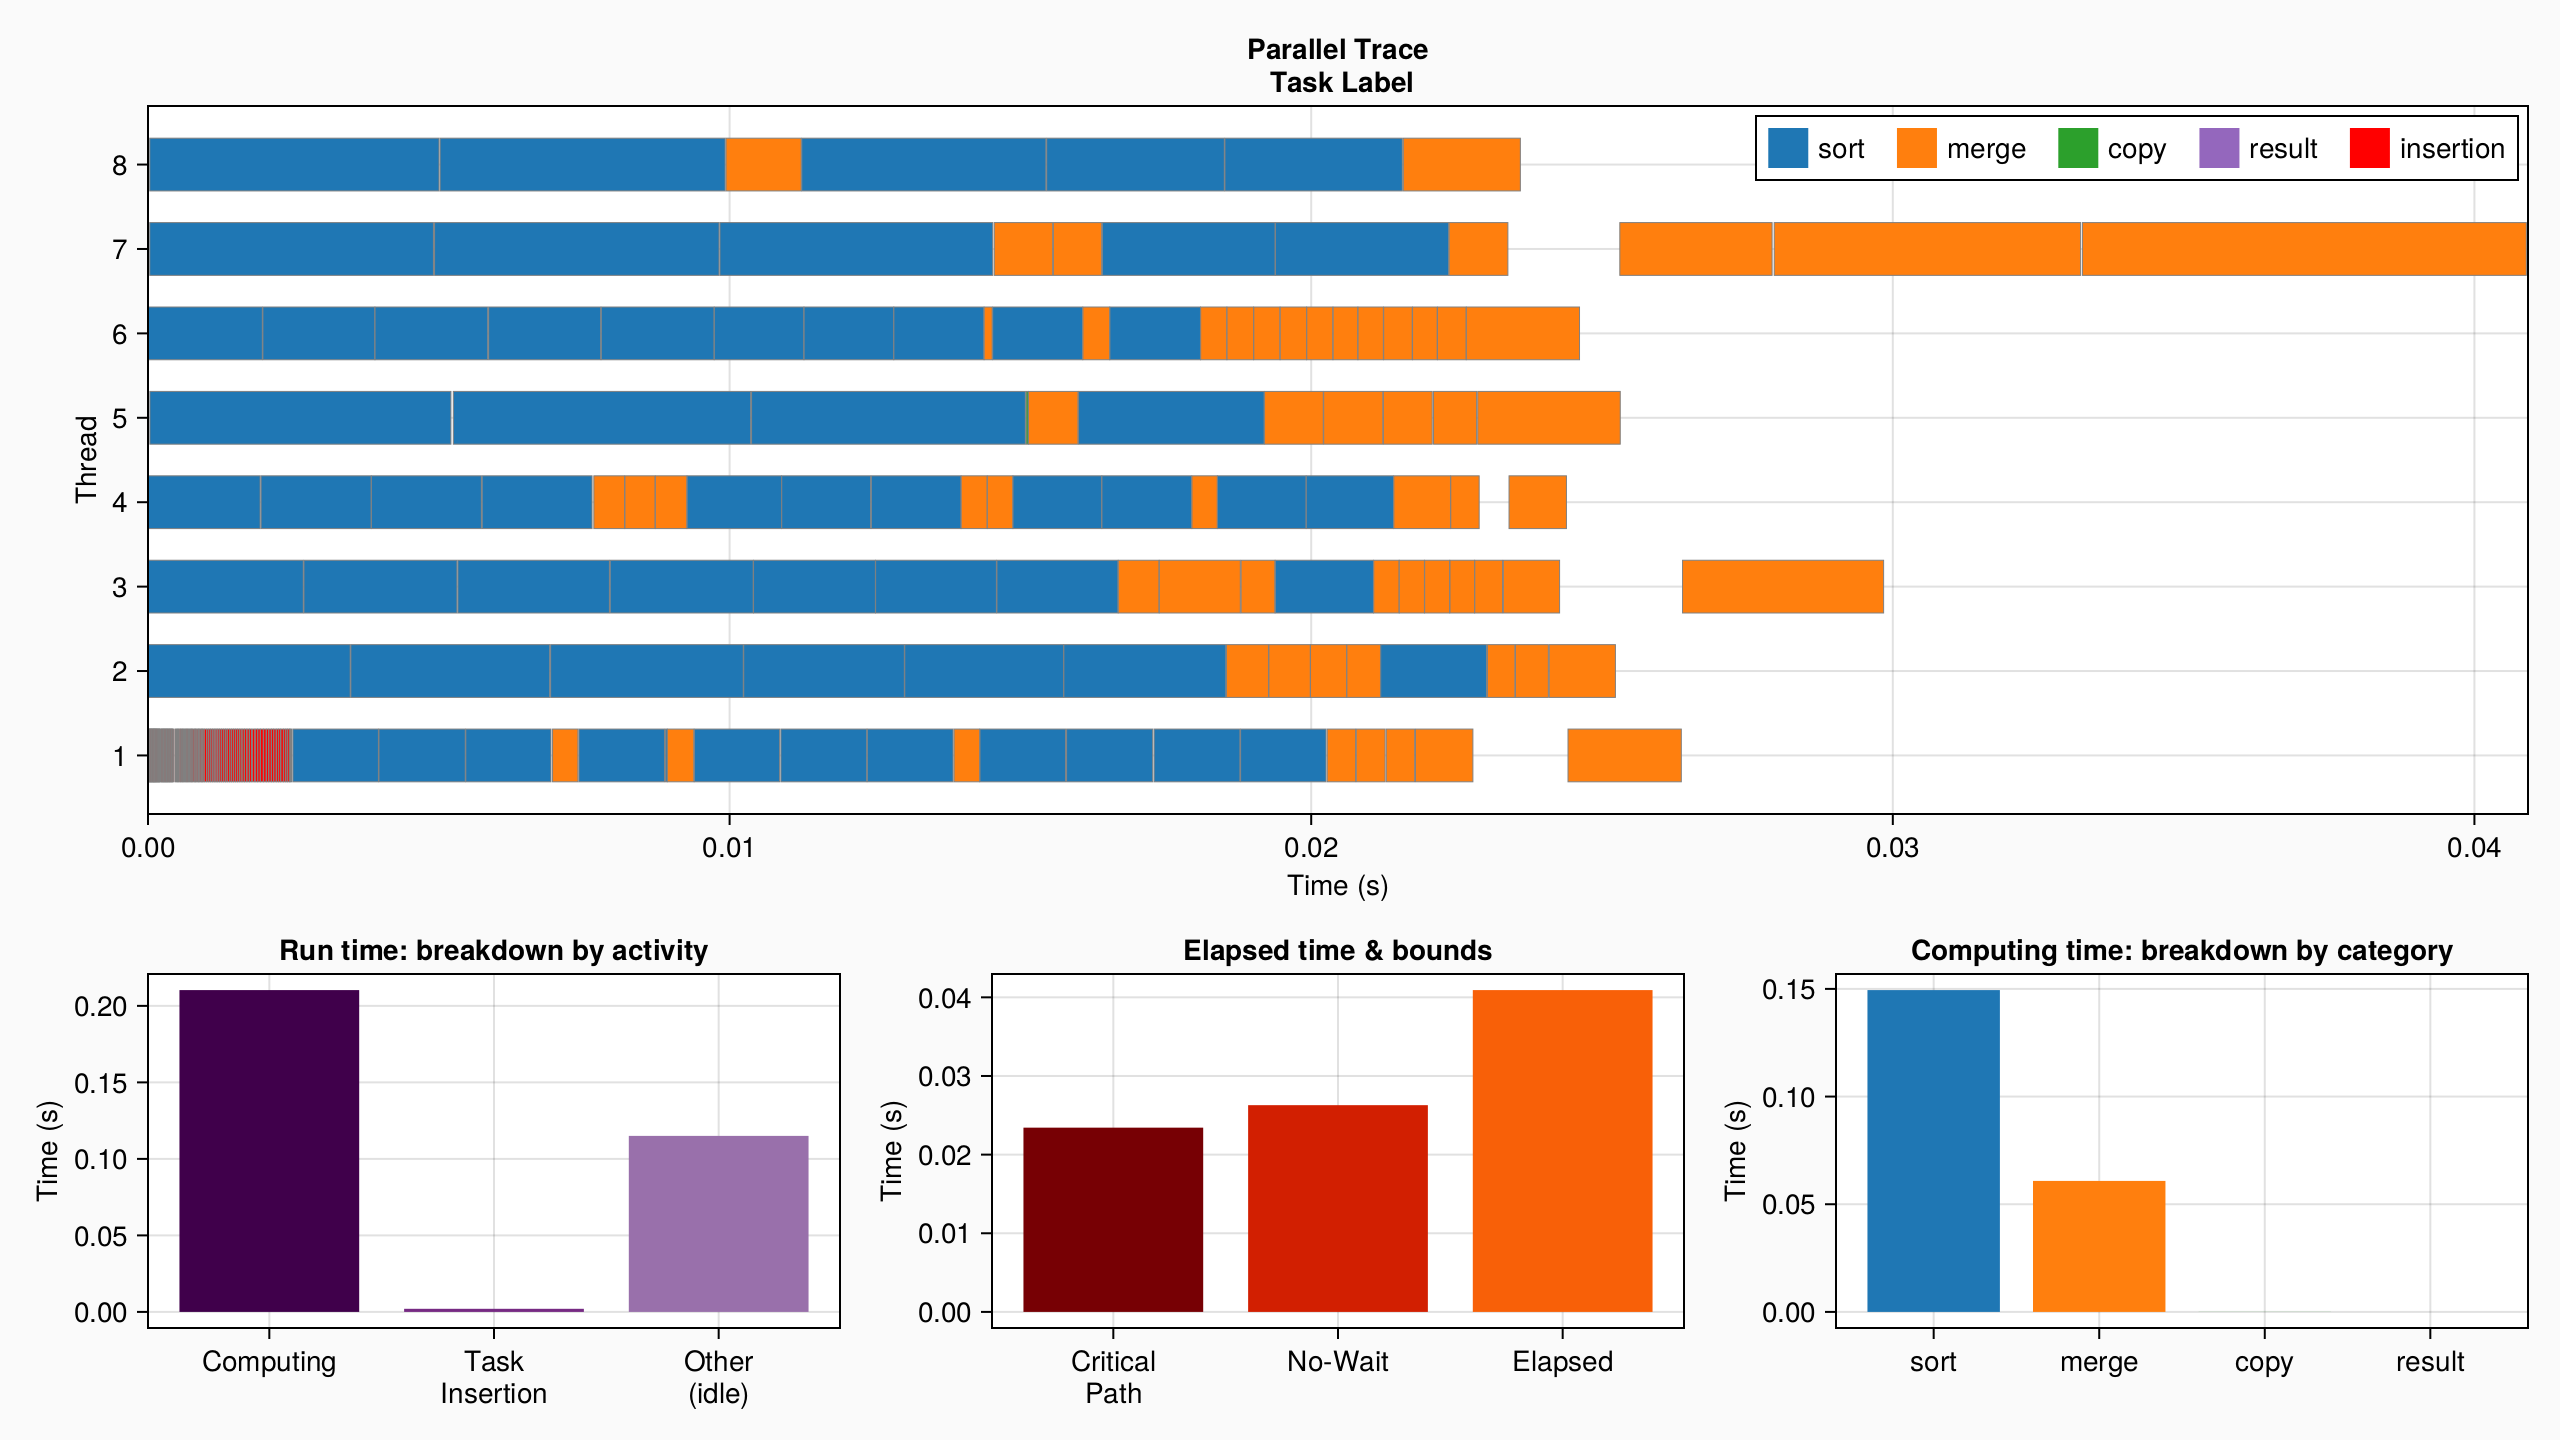 Parallel Trace
Task Label
sort merge copy result insertion
8
7
6
5
4
3
2
1
Thread
0.00 0.01 0.02 0.03 0.04
Time (s)
Run time: breakdown by activity
0.20
0.15
0.10
0.05
0.00
Time (s)
Computing Task Insertion Other (idle)
Elapsed time & bounds
0.04
0.03
0.02
0.01
0.00
Time (s)
Critical Path No-Wait Elapsed
Computing time: breakdown by category
0.15
0.10
0.05
0.00
Time (s)
sort merge copy result